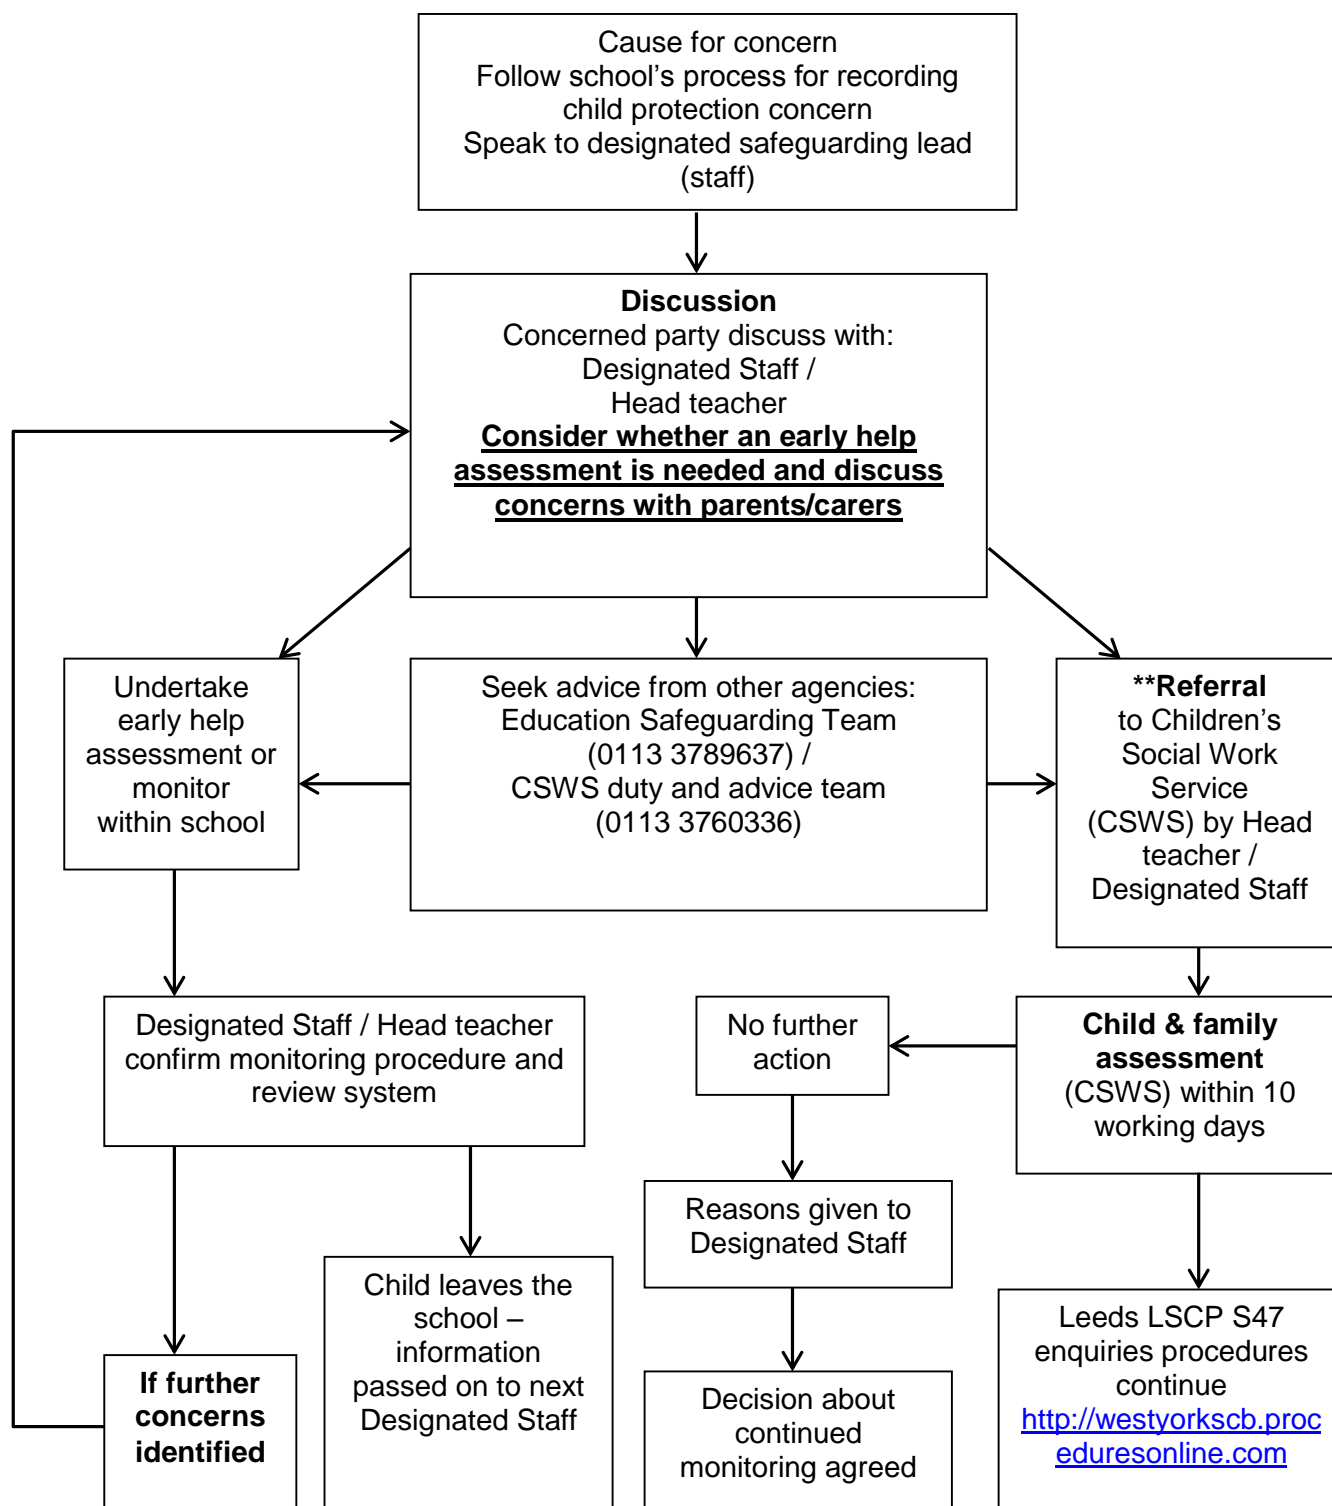 Cause for concern
Follow school's process for recording
child protection concern
Speak to designated safeguarding lead
(staff)
Discussion
Concerned party discuss with:
Designated Staff /
Head teacher
Consider whether an early help
assessment is needed and discuss
concerns with parents/carers
Undertake
early help
assessment or
monitor
within school
Seek advice from other agencies:
Education Safeguarding Team
(0113 3789637) /
CSWS duty and advice team
(0113 3760336)
**Referral
to Children's
Social Work
Service
(CSWS) by Head
teacher /
Designated Staff
Designated Staff / Head teacher
confirm monitoring procedure and
review system
No further
action
Child & family
assessment
(CSWS) within 10
working days
Reasons given to
Designated Staff
If further
concerns
identified
Child leaves the
school –
information
passed on to next
Designated Staff
Decision about
continued
monitoring agreed
Leeds LSCP S47
enquiries procedures
continue
http://westyorkscb.proc
eduresonline.com